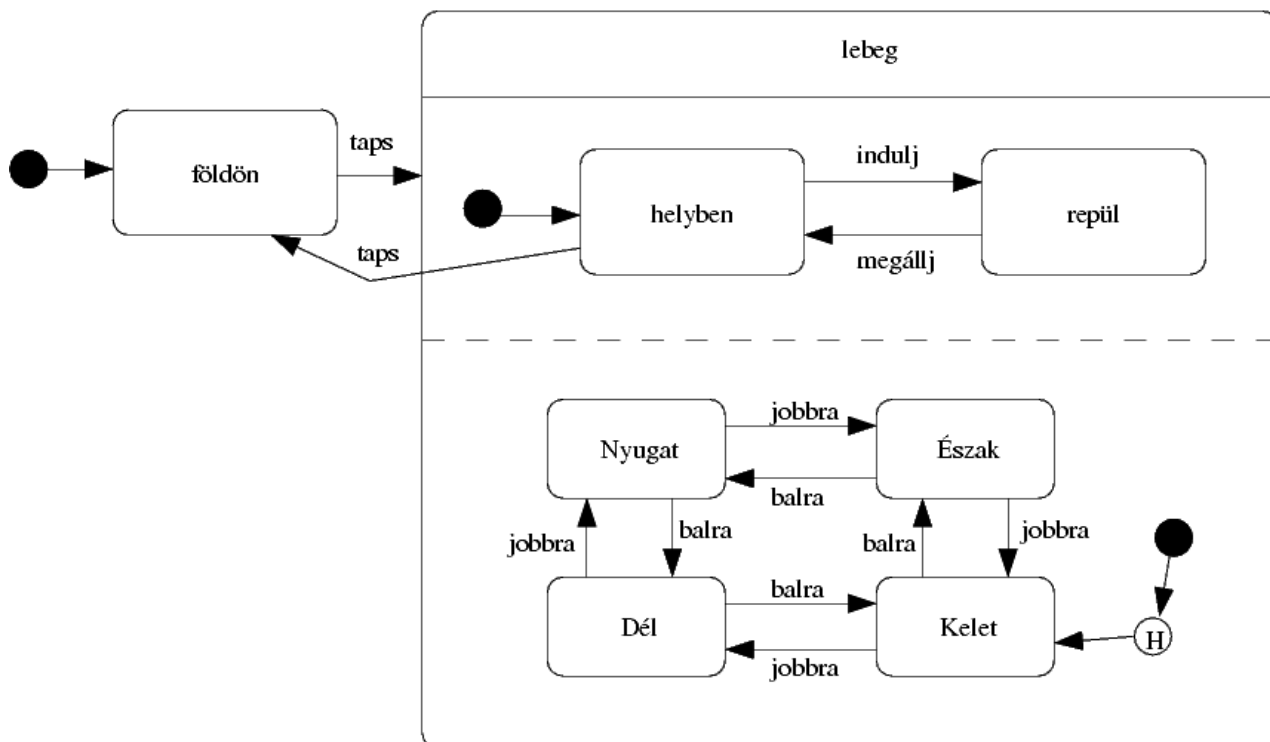 lebeg
taps
földön
indulj
helyben
repül
taps
megállj
jobbra
Nyugat
Észak
balra
jobbra
balra
balra
jobbra
balra
Dél
Kelet
H
jobbra